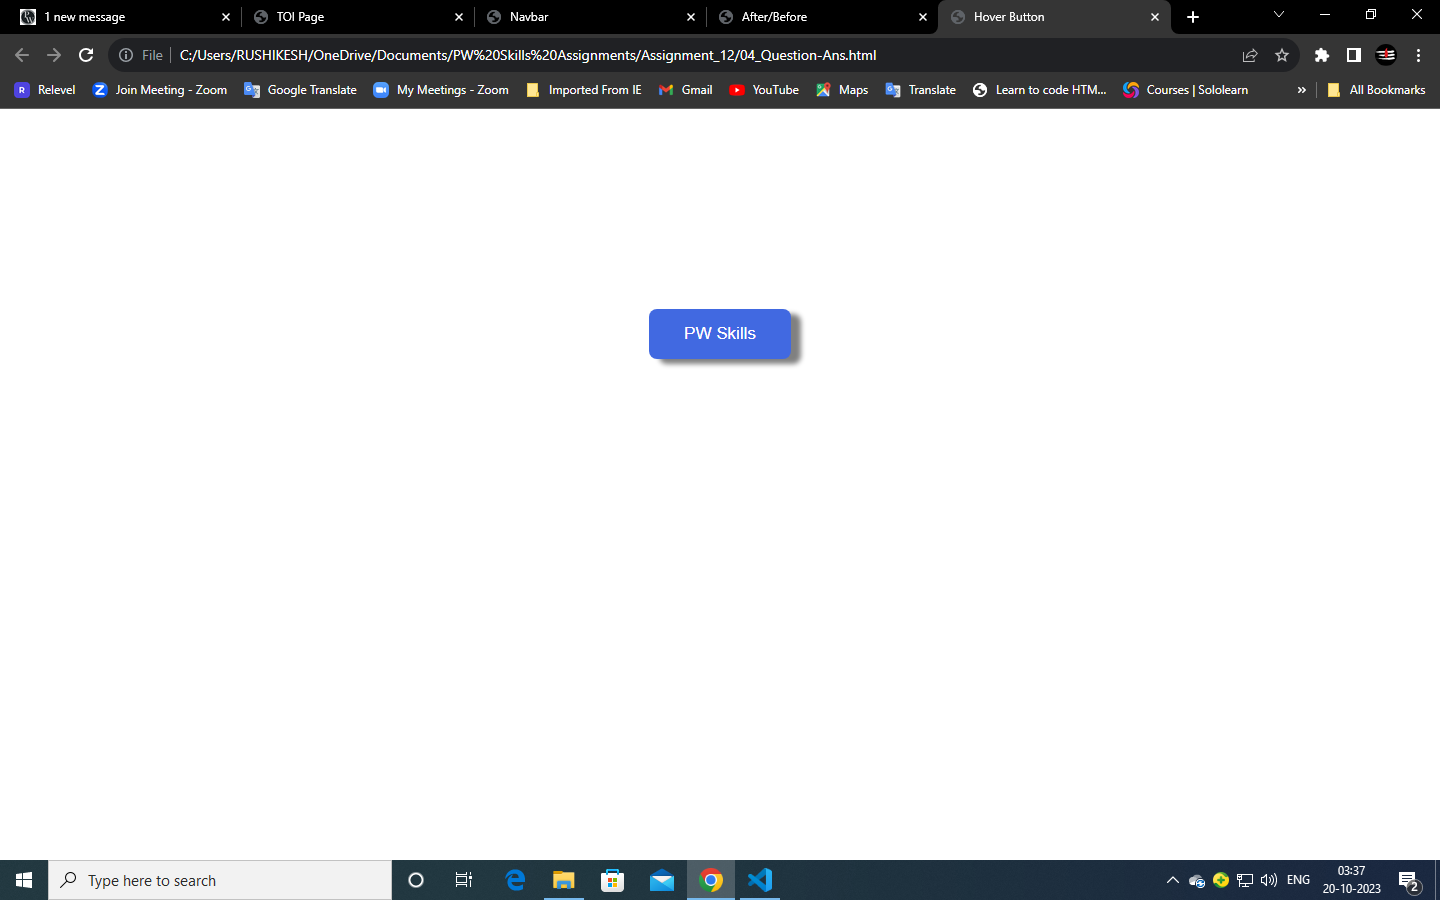 1 new message
TOI Page
Navbar
After/Before
Hover Button
File
C:/Users/RUSHIKESH/OneDrive/Documents/PW%20Skills%20Assignments/Assignment_12/04_Question-Ans.html
R Relevel
Z Join Meeting - Zoom
Google Translate
My Meetings - Zoom
Imported From IE
Gmail
YouTube
Maps
Translate
Learn to code HTM...
Courses | Sololearn
»
All Bookmarks
PW Skills
Type here to search
ENG
03:37
20-10-2023
2